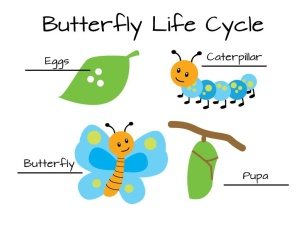 Butterfly Life Cycle
Eggs
Caterpillar
Butterfly
Pupa